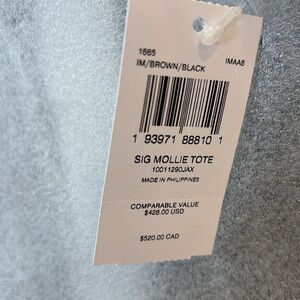 1665
IMAA8
IM/BROWN/BLACK
1 93971 88810 1
SIG MOLLIE TOTE
10011290JAX
MADE IN PHILIPPINES
COMPARABLE VALUE
$428.00 USD
$520.00 CAD